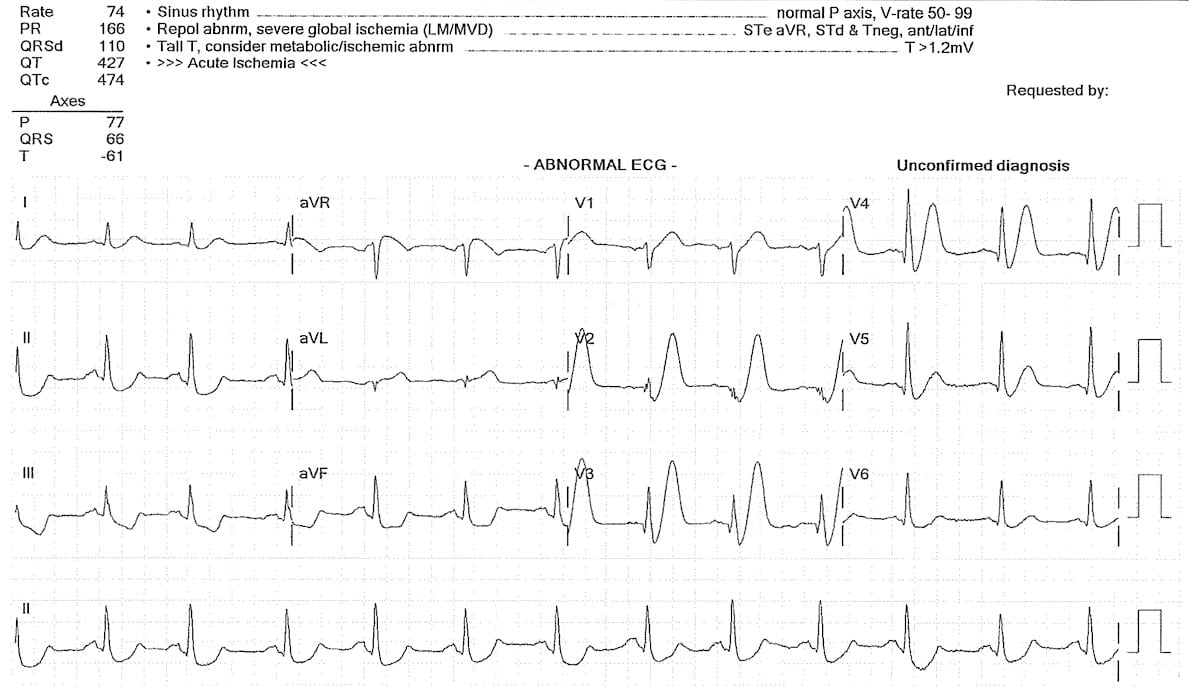 Rate 74 • Sinus rhythm normal P axis, V-rate 50- 99
PR 166 • Repol abnrm, severe global ischemia (LM/MVD) STe aVR, STd & Tneg, ant/lat/inf
QRSd 110 • Tall T, consider metabolic/ischemic abnrm T >1.2mV
QT 427 • >>> Acute Ischemia <<<
QTc 474
Requested by:
Axes
P 77
QRS 66
T -61
- ABNORMAL ECG - Unconfirmed diagnosis
I aVR V1 V4
II aVL V2 V5
III aVF V3 V6
II